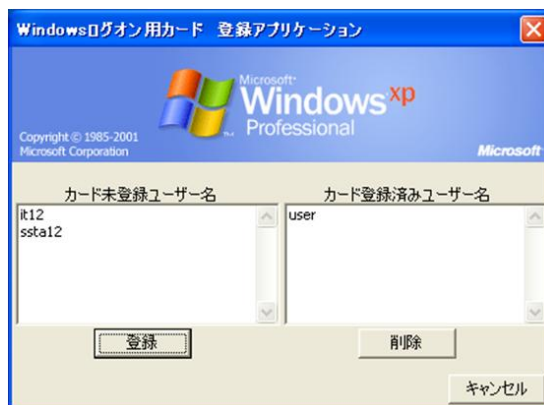 Windowsログオン用カード 登録アプリケーション
Microsoft
Windows xp
Professional
Copyright © 1985-2001
Microsoft Corporation
Microsoft
カード未登録ユーザー名
カード登録済みユーザー名
it12
ssta12
user
登録
削除
キャンセル